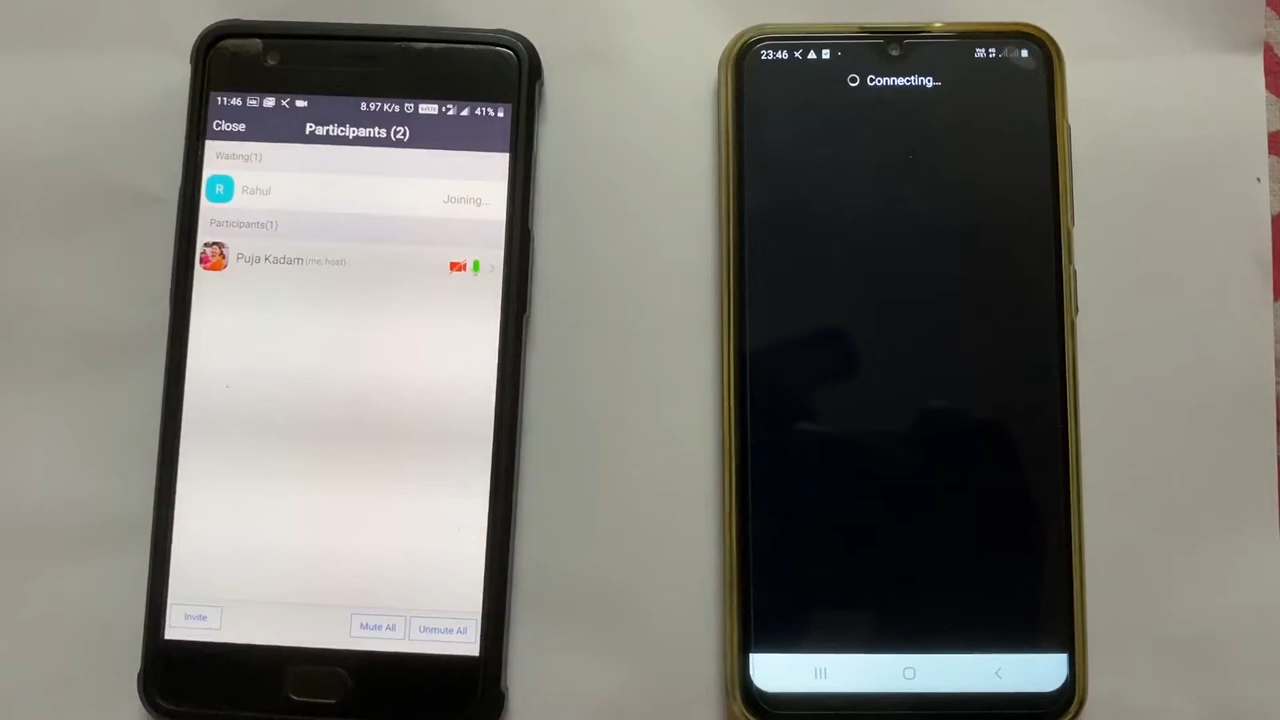 11:46
8.97 K/s
41%
Close
Participants (2)
Waiting(1)
R
Rahul
Joining...
Participants(1)
Puja Kadam (me, host)
Invite
Mute All
Unmute All
23:46
Connecting...